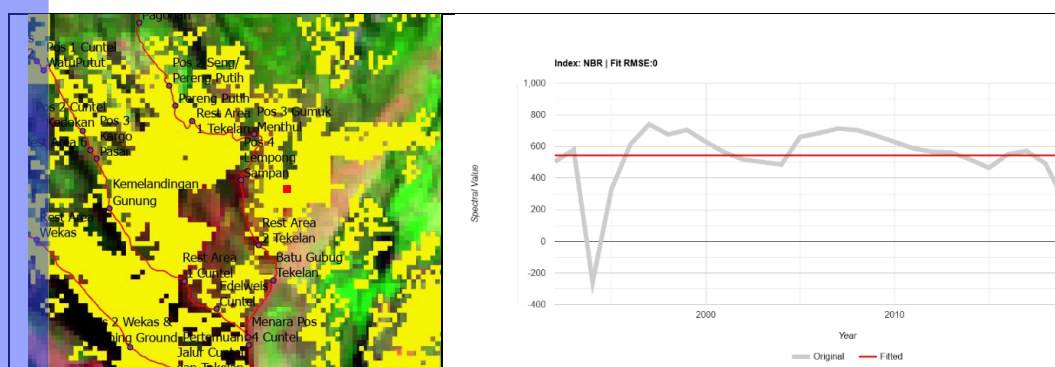 Pagongan
Pos 1 Cuntel
WatuPutut
Pos 2 Seng/
Pereng Putih
Pereng Putih
Rest Area
1 Tekelan
Pos 3 Gumuk
Menthul
Pos 2 Cuntel
Kedokan
Pos 3
Kargo
Pasar
Pos 4
Lempong
Sampan
Kemelandingan
Gunung
Rest Area
Wekas
Rest Area
2 Tekelan
Rest Area
1 Cuntel
Batu Gubug
Tekelan
Edelweis
Cuntel
2 Wekas &
Ground
Menara Pos
4 Cuntel
Pertemuan
Jalur Cuntel
dan Tekelan
Index: NBR | Fit RMSE:0
1,000
800
600
400
200
0
-200
-400
Spectral Value
2000
2010
Year
Original
Fitted